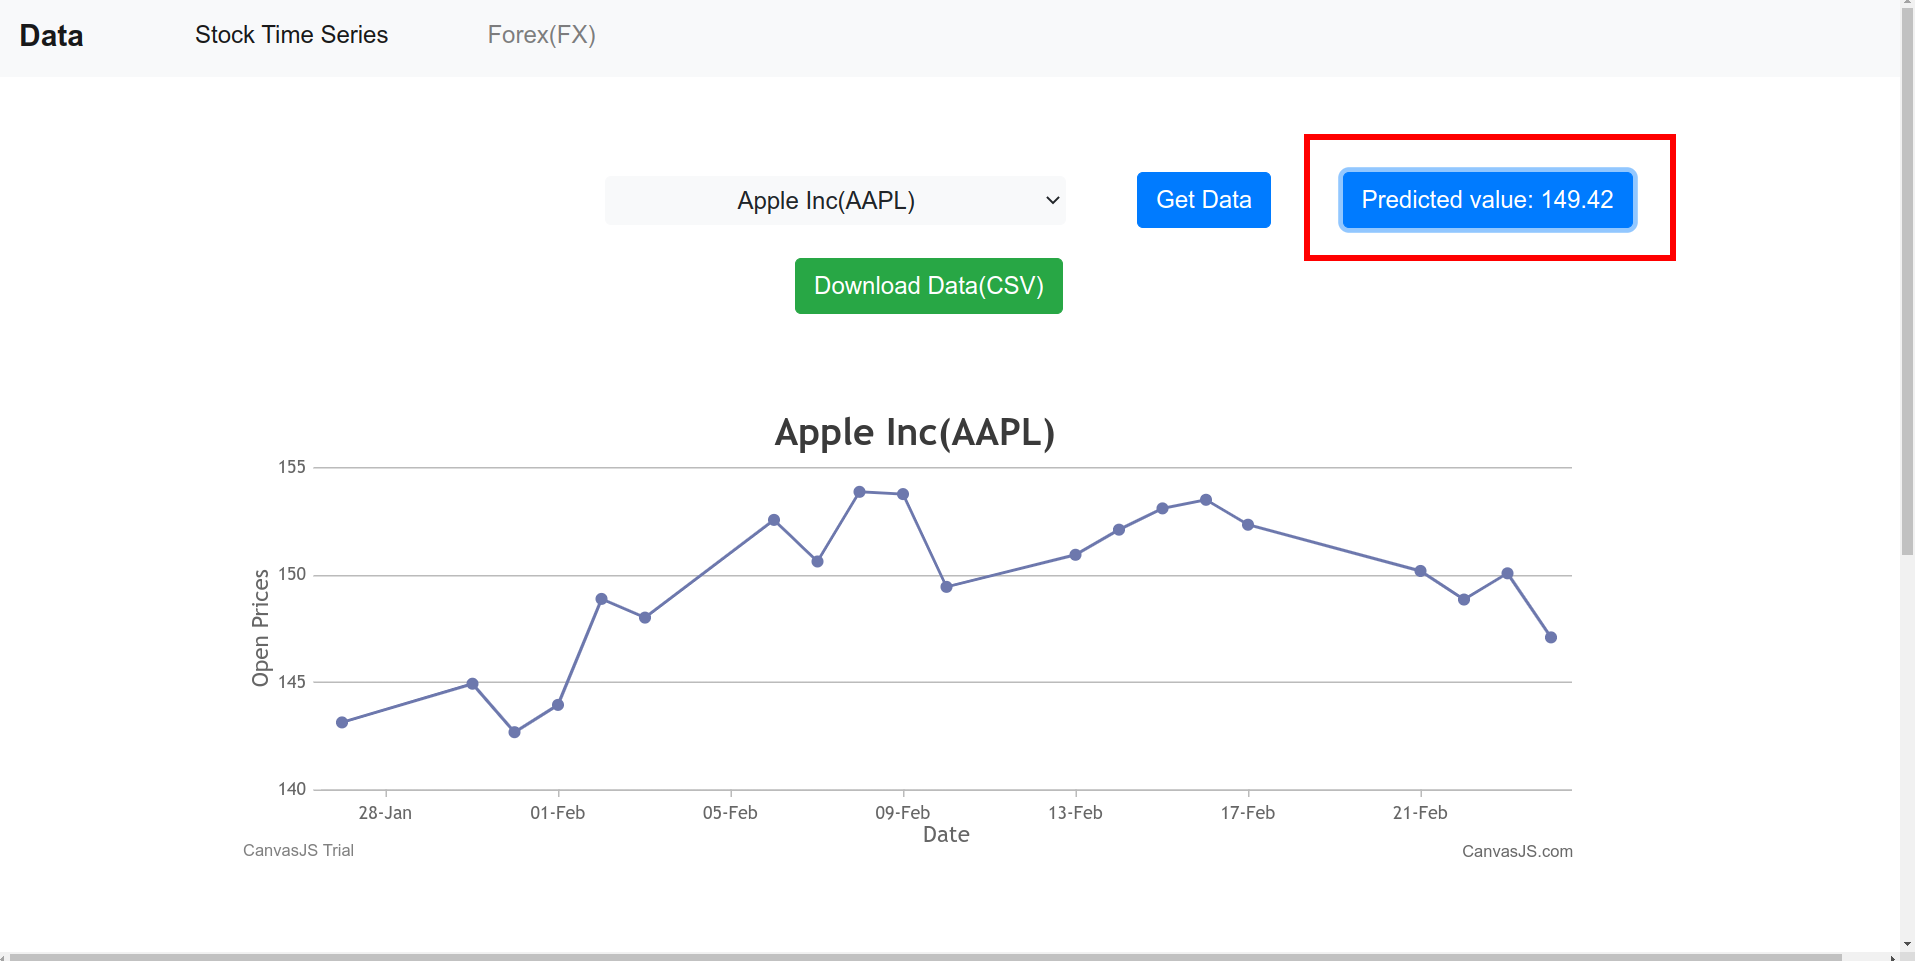 Data Stock Time Series Forex(FX)
Apple Inc(AAPL) Get Data Predicted value: 149.42
Download Data(CSV)
Apple Inc(AAPL)
155
150
145
140
Open Prices
28-Jan 01-Feb 05-Feb 09-Feb 13-Feb 17-Feb 21-Feb
Date
CanvasJS Trial CanvasJS.com